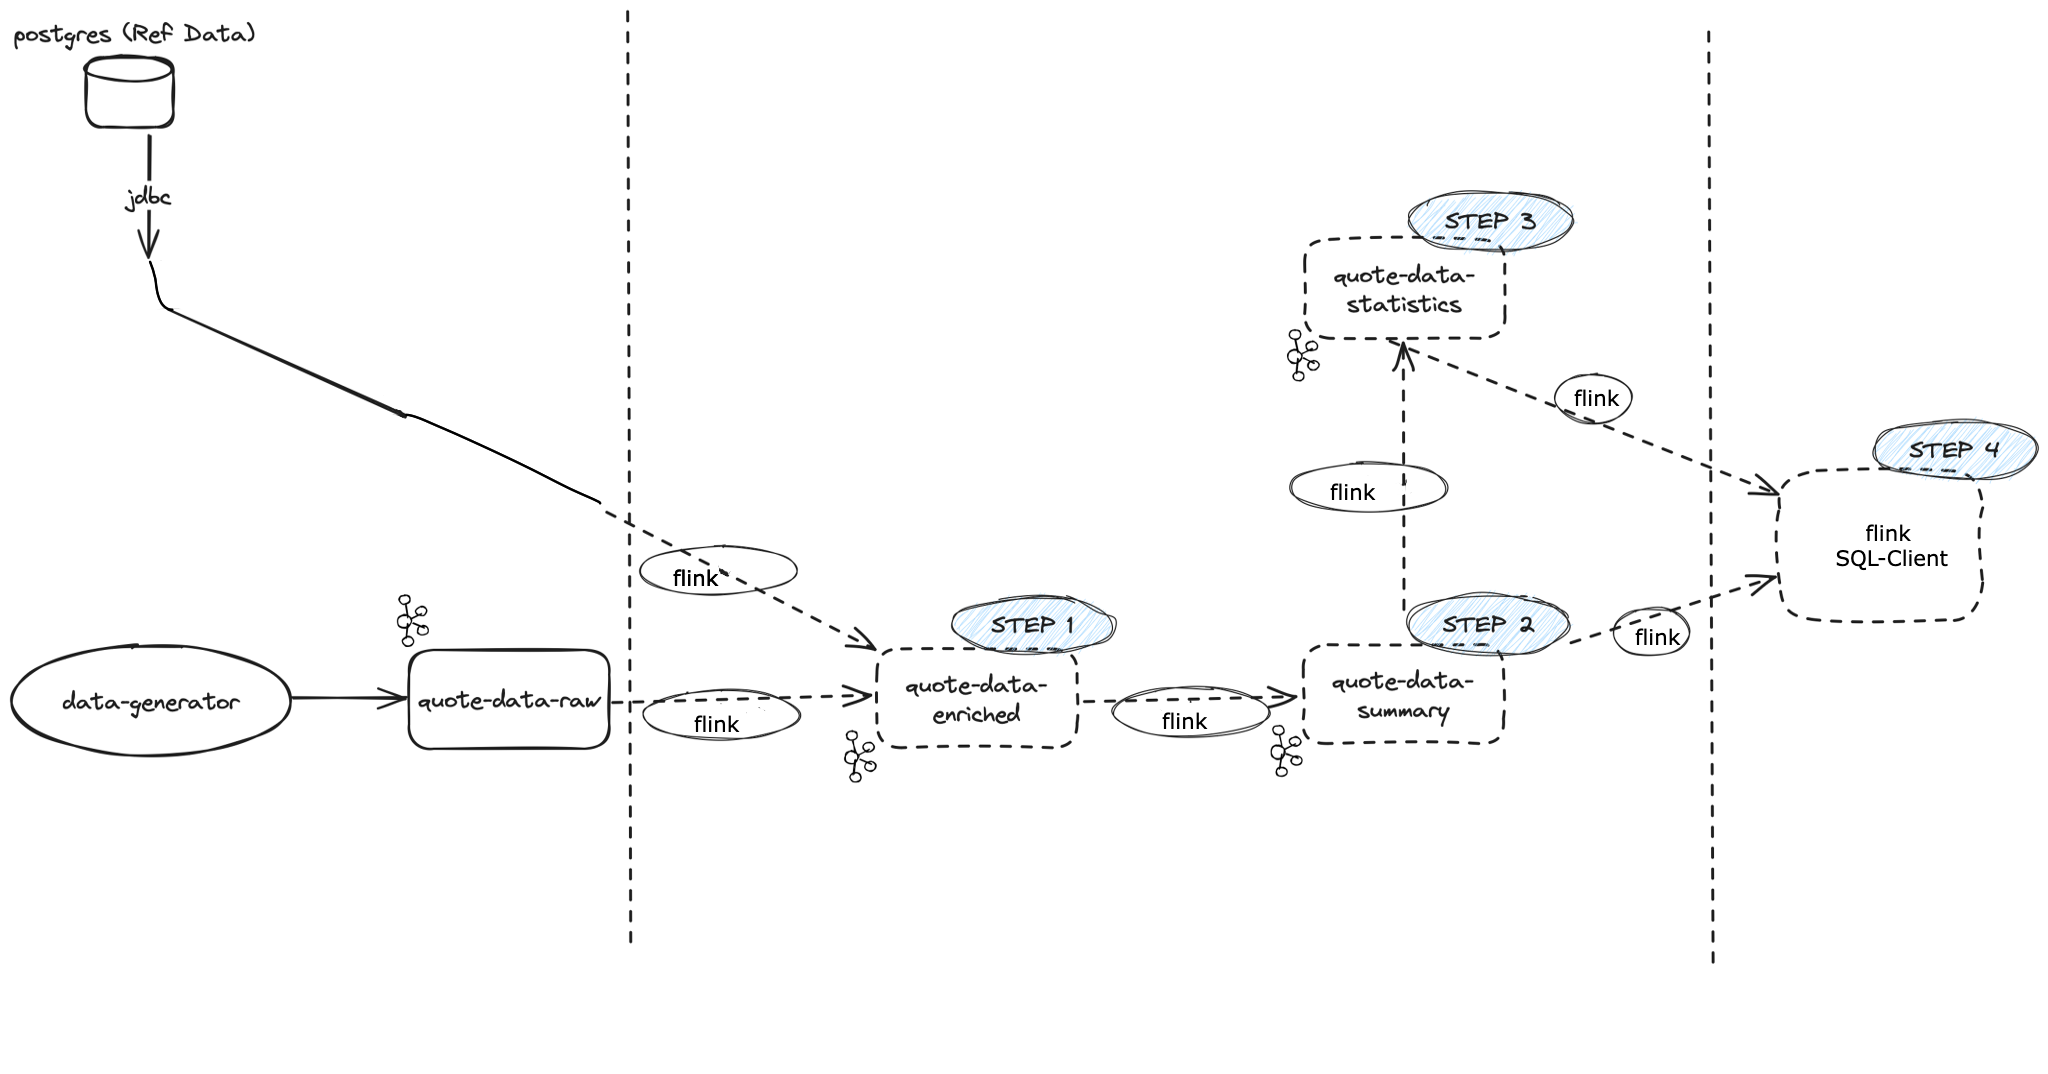 postgres (Ref Data)
jdbc
STEP 3
quote-data-
statistics
flink
STEP 4
flink
flink
SQL-Client
flink
STEP 1
STEP 2
flink
data-generator
quote-data-raw
flink
quote-data-
enriched
flink
quote-data-
summary